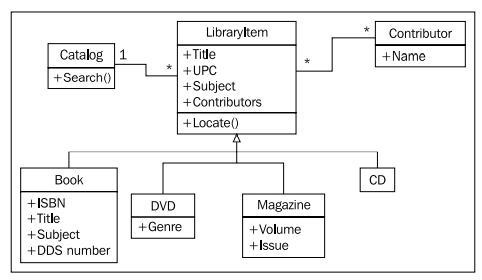 LibraryItem
+Title
+UPC
+Subject
+Contributors
+Locate()
Catalog
+Search()
1
*
*
*
Contributor
+Name
Book
+ISBN
+Title
+Subject
+DDS number
DVD
+Genre
Magazine
+Volume
+Issue
CD